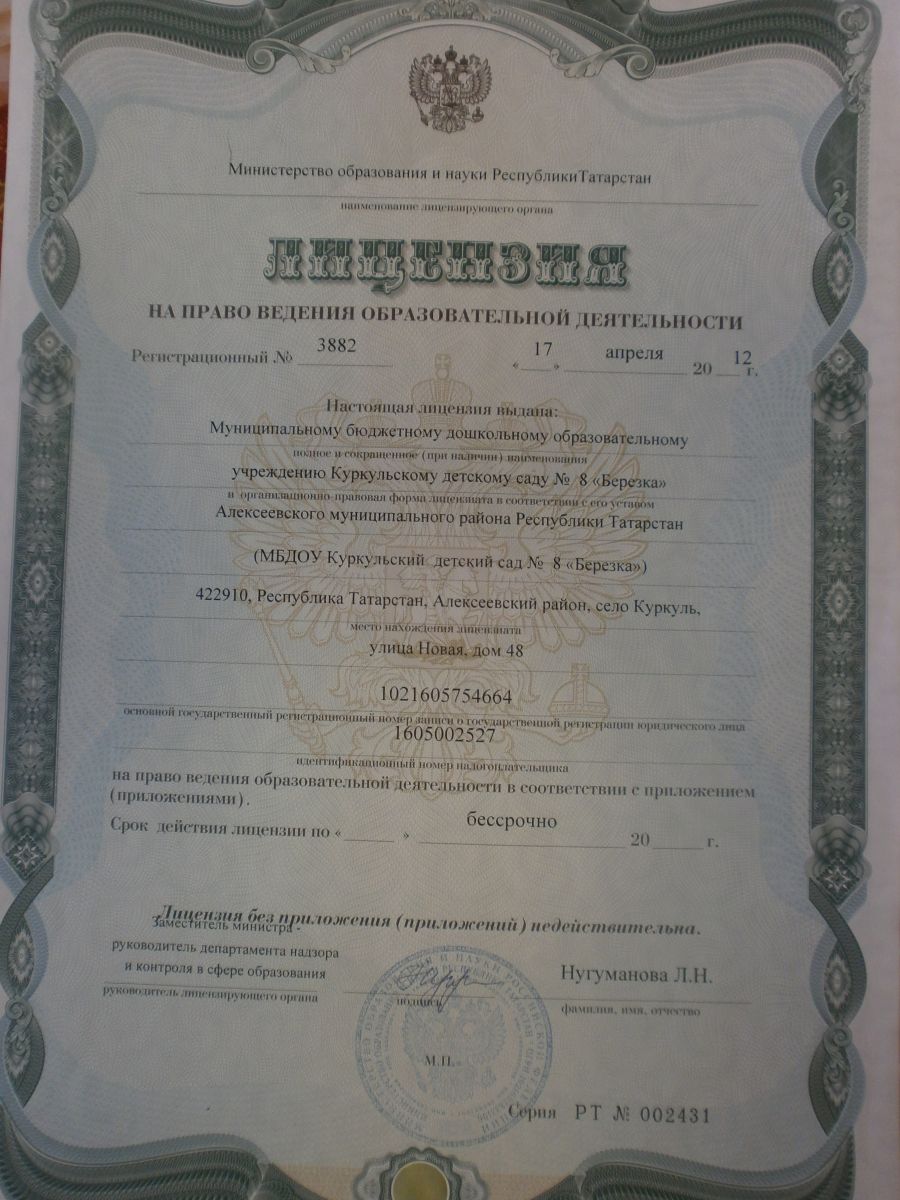 Министерство образования и науки РеспубликиТатарстан
наименование лицензирующего органа
ЛИЦЕНЗИЯ
НА ПРАВО ВЕДЕНИЯ ОБРАЗОВАТЕЛЬНОЙ ДЕЯТЕЛЬНОСТИ
Регистрационный № 3882 « 17 » апреля 20 12 г.
Настоящая лицензия выдана:
Муниципальному бюджетному дошкольному образовательному
полное и сокращенное (при наличии) наименования
учреждению Куркульскому детскому саду № 8 «Березка»
и организационно-правовая форма лицензиата в соответствии с его уставом
Алексеевского муниципального района Республики Татарстан
(МБДОУ Куркульский детский сад № 8 «Березка»)
422910, Республика Татарстан, Алексеевский район, село Куркуль,
место нахождения лицензиата
улица Новая, дом 48
1021605754664
основной государственный регистрационный номер записи о государственной регистрации юридического лица
1605002527
идентификационный номер налогоплательщика
на право ведения образовательной деятельности в соответствии с приложением
(приложениями).
Срок действия лицензии по « » бессрочно 20 г.
Лицензия без приложения (приложений) недействительна.
Заместитель министра -
руководитель департамента надзора
и контроля в сфере образования
Нугуманова Л.Н.
руководитель лицензирующего органа
подпись
фамилия, имя, отчество
М.П.
Серия РТ № 002431